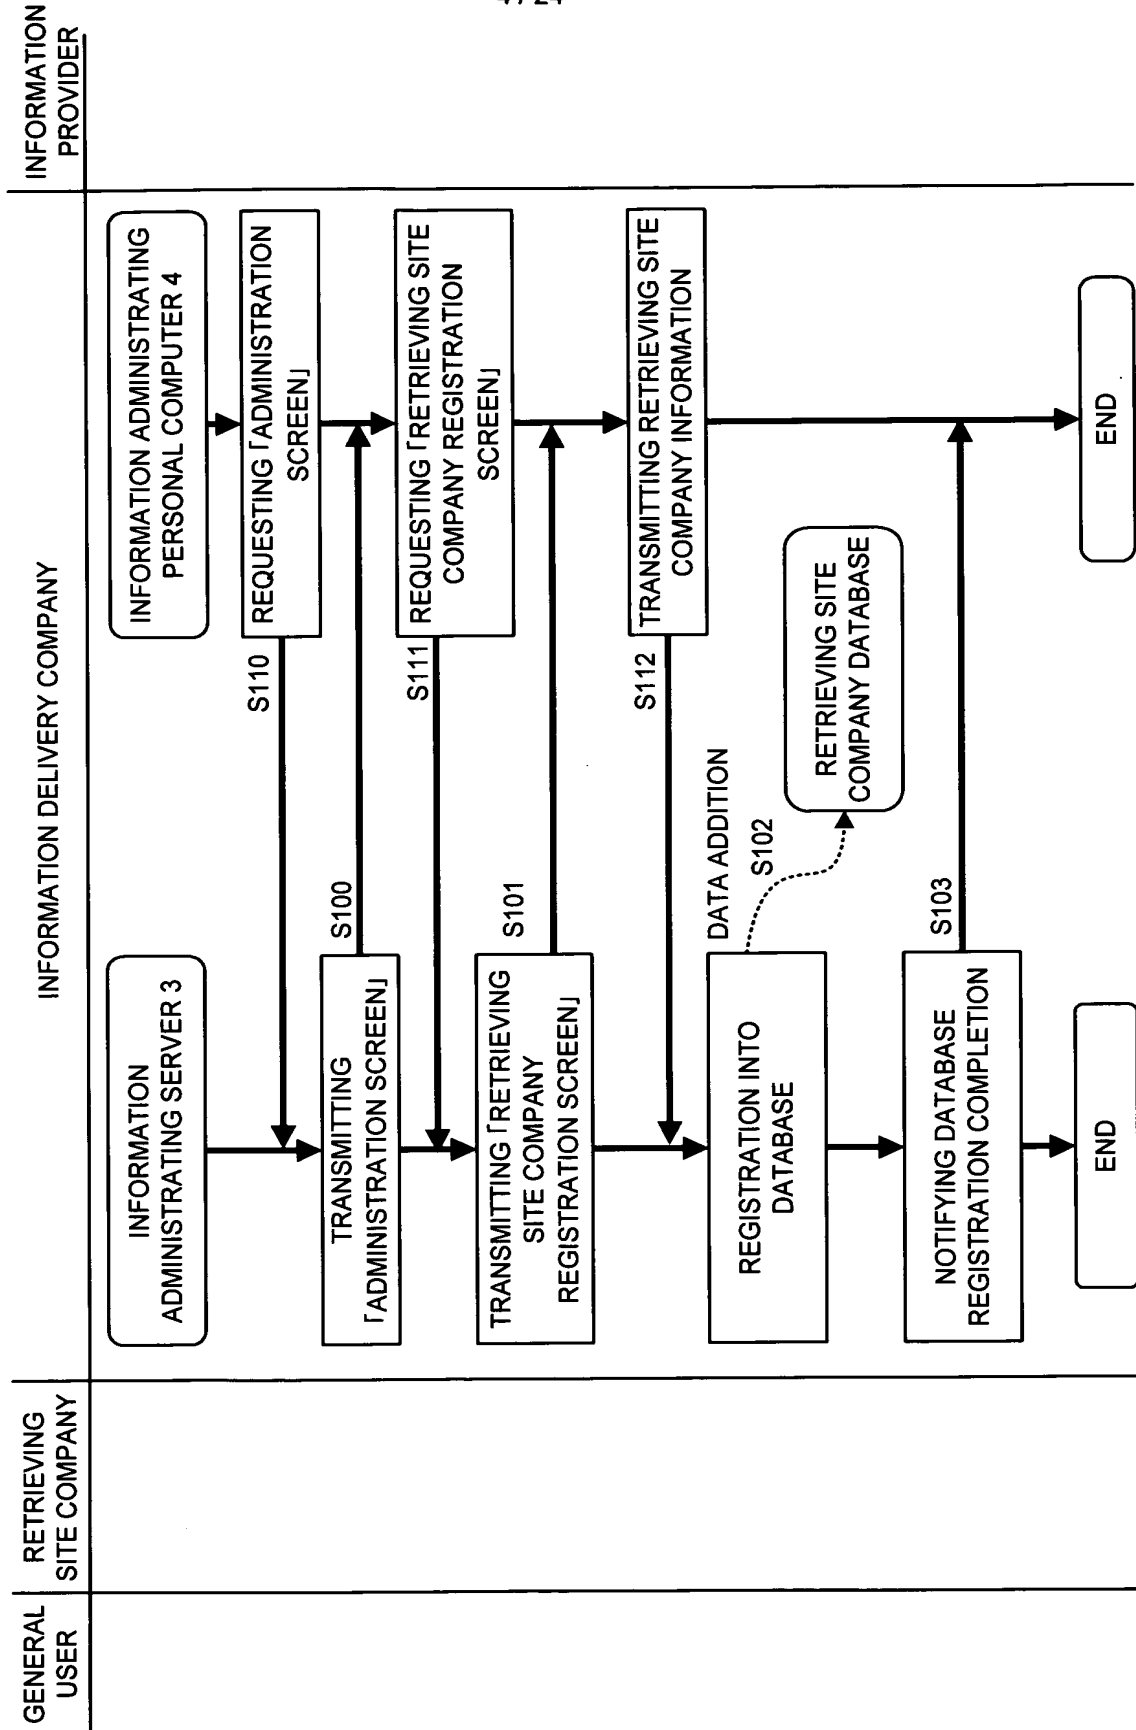 GENERAL
USER
RETRIEVING
SITE COMPANY
INFORMATION DELIVERY COMPANY
INFORMATION
PROVIDER
INFORMATION
ADMINISTRATING SERVER 3
INFORMATION ADMINISTRATING
PERSONAL COMPUTER 4
S110
REQUESTING ｢ADMINISTRATION
SCREEN｣
TRANSMITTING
｢ADMINISTRATION SCREEN｣
S100
S111
REQUESTING ｢RETRIEVING SITE
COMPANY REGISTRATION
SCREEN｣
TRANSMITTING ｢RETRIEVING
SITE COMPANY
REGISTRATION SCREEN｣
S101
S112
TRANSMITTING RETRIEVING SITE
COMPANY INFORMATION
REGISTRATION INTO
DATABASE
DATA ADDITION
S102
RETRIEVING SITE
COMPANY DATABASE
NOTIFYING DATABASE
REGISTRATION COMPLETION
S103
END
END